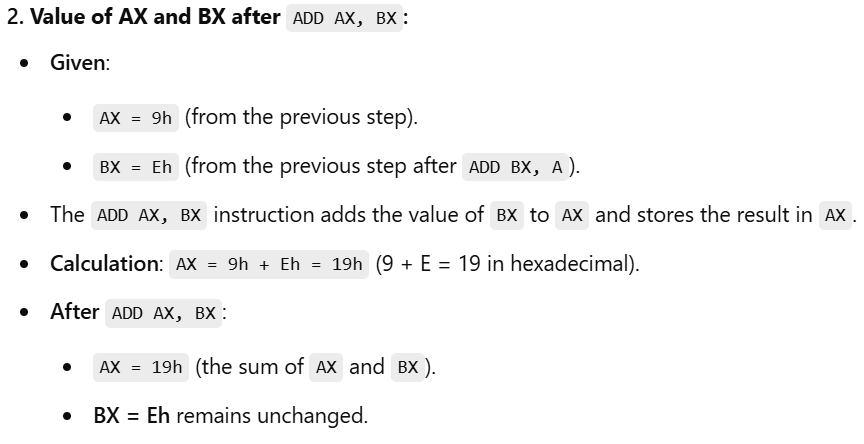 2. Value of AX and BX after ADD AX, BX:
• Given:
• AX = 9h (from the previous step).
• BX = Eh (from the previous step after ADD BX, A).
• The ADD AX, BX instruction adds the value of BX to AX and stores the result in AX.
• Calculation: AX = 9h + Eh = 19h (9 + E = 19 in hexadecimal).
• After ADD AX, BX:
• AX = 19h (the sum of AX and BX).
• BX = Eh remains unchanged.